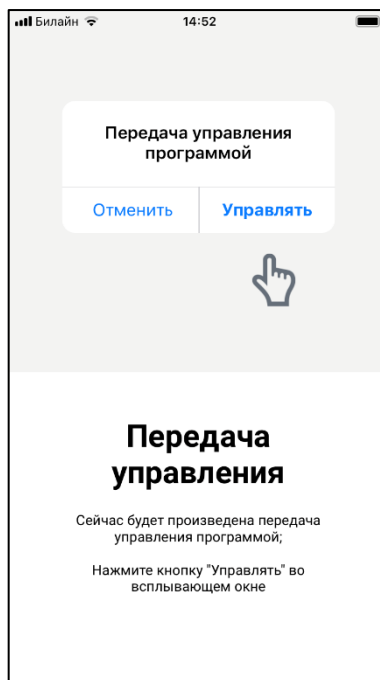 Билайн 14:52
Передача управления
программой
Отменить Управлять
Передача
управления
Сейчас будет произведена передача
управления программой;
Нажмите кнопку "Управлять" во
всплывающем окне